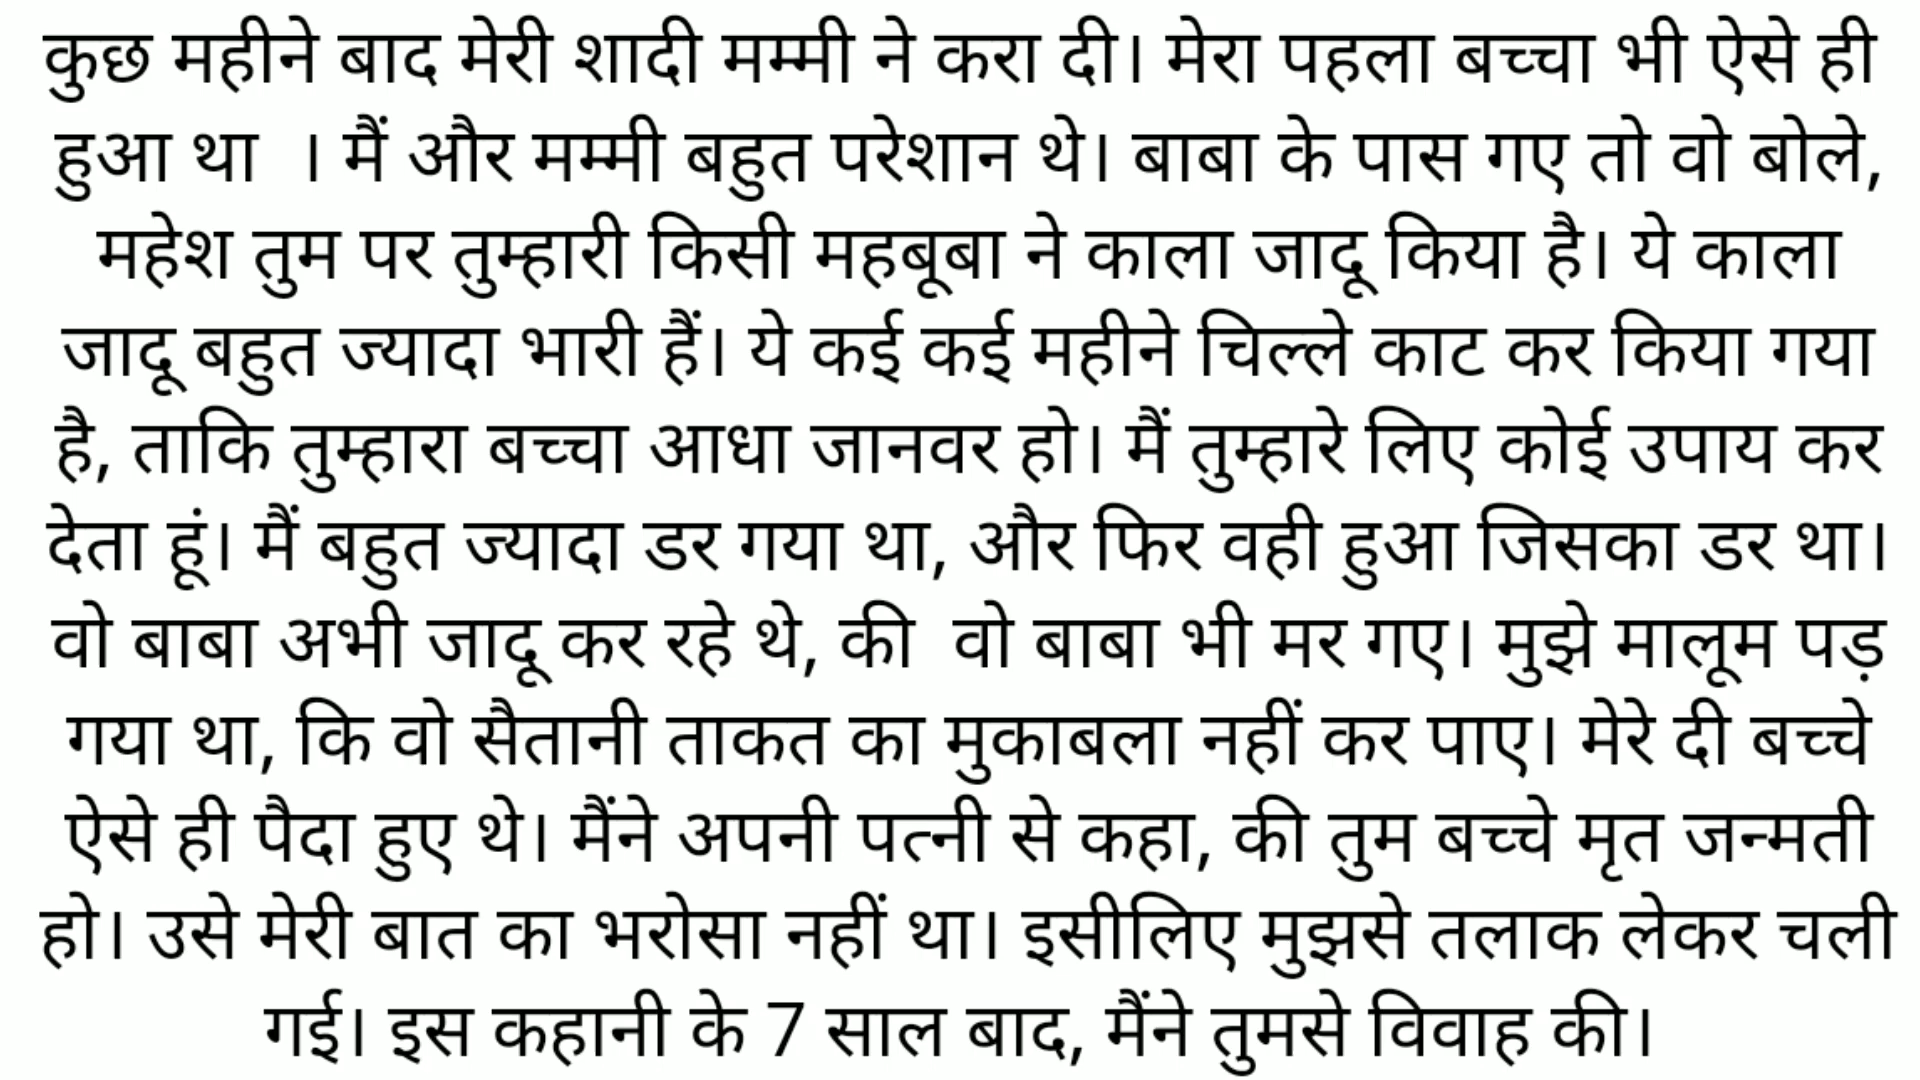 कुछ महीने बाद मेरी शादी मम्मी ने करा दी। मेरा पहला बच्चा भी ऐसे ही
हुआ था । मैं और मम्मी बहुत परेशान थे। बाबा के पास गए तो वो बोले,
महेश तुम पर तुम्हारी किसी महबूबा ने काला जादू किया है। ये काला
जादू बहुत ज्यादा भारी हैं। ये कई कई महीने चिल्ले काट कर किया गया
है, ताकि तुम्हारा बच्चा आधा जानवर हो। मैं तुम्हारे लिए कोई उपाय कर
देता हूं। मैं बहुत ज्यादा डर गया था, और फिर वही हुआ जिसका डर था।
वो बाबा अभी जादू कर रहे थे, की वो बाबा भी मर गए। मुझे मालूम पड़
गया था, कि वो सैतानी ताकत का मुकाबला नहीं कर पाए। मेरे दी बच्चे
ऐसे ही पैदा हुए थे। मैंने अपनी पत्नी से कहा, की तुम बच्चे मृत जन्मती
हो। उसे मेरी बात का भरोसा नहीं था। इसीलिए मुझसे तलाक लेकर चली
गई। इस कहानी के 7 साल बाद, मैंने तुमसे विवाह की।